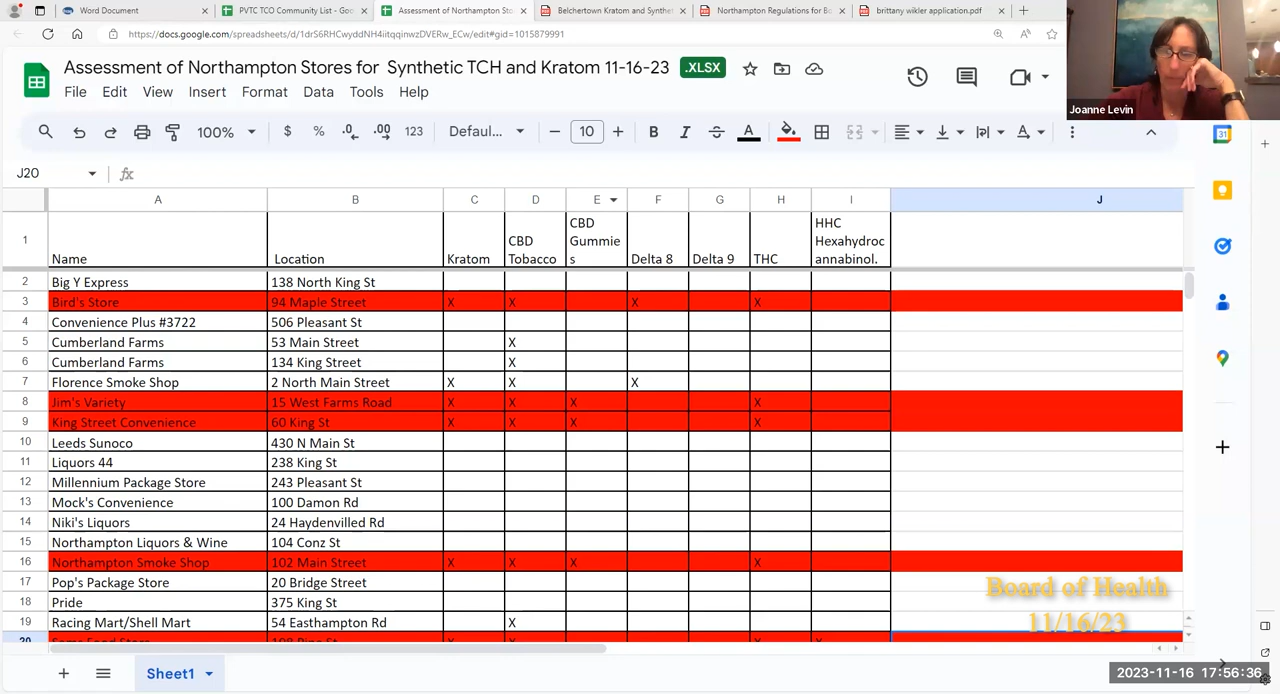 Word Document
PVTC TCO Community List - Goo
Assessment of Northampton Sto
Belchertown Kratom and Synthet
Northampton Regulations for Bo
brittany wikler application.pdf
https://docs.google.com/spreadsheets/d/1drS6RHCwyddNH4iitqqinwzDVERw_ECw/edit#gid=1015879991
Assessment of Northampton Stores for Synthetic TCH and Kratom 11-16-23 .XLSX
File Edit View Insert Format Data Tools Help
100% $ % .0 .00 123 Defaul... 10 B I A
Joanne Levin
31
J20 fx
A B C D E F G H I J
1 Name Location Kratom CBD Tobacco CBD Gummies Delta 8 Delta 9 THC HHC Hexahydrocannabinol.
2 Big Y Express 138 North King St
3 Bird's Store 94 Maple Street X X X X
4 Convenience Plus #3722 506 Pleasant St
5 Cumberland Farms 53 Main Street X
6 Cumberland Farms 134 King Street X
7 Florence Smoke Shop 2 North Main Street X X X
8 Jim's Variety 15 West Farms Road X X X X
9 King Street Convenience 60 King St X X X X
10 Leeds Sunoco 430 N Main St
11 Liquors 44 238 King St
12 Millennium Package Store 243 Pleasant St
13 Mock's Convenience 100 Damon Rd
14 Niki's Liquors 24 Haydenvilled Rd
15 Northampton Liquors & Wine 104 Conz St
16 Northampton Smoke Shop 102 Main Street X X X X
17 Pop's Package Store 20 Bridge Street
18 Pride 375 King St
19 Racing Mart/Shell Mart 54 Easthampton Rd X
20
Board of Health
11/16/23
Sheet1
2023-11-16 17:56:36